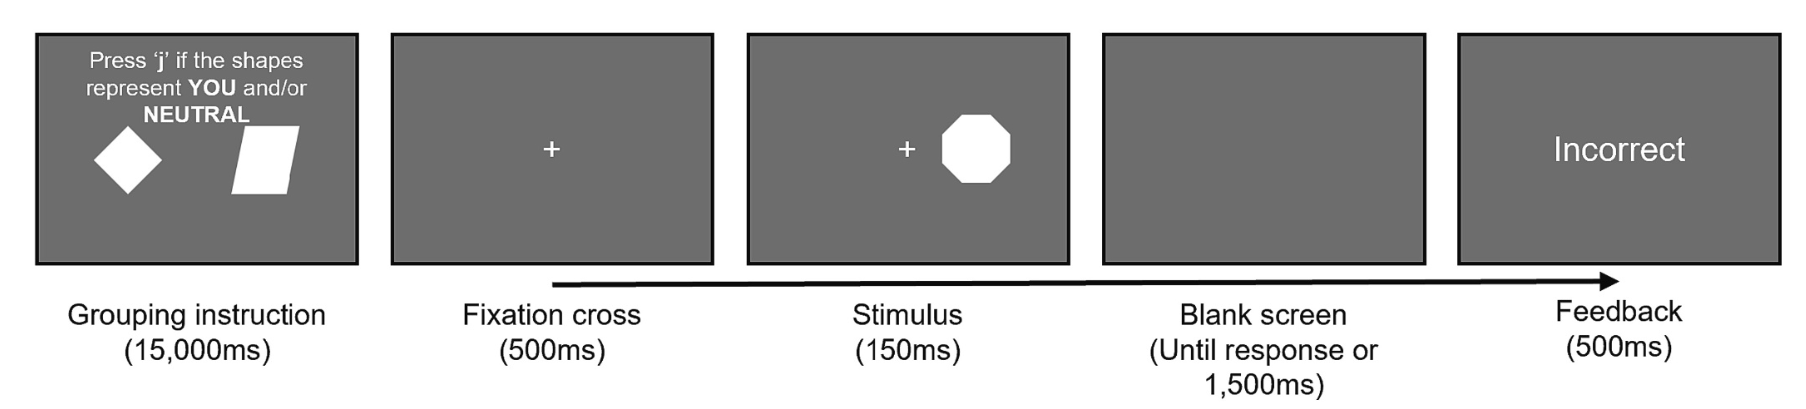 Press ‘j’ if the shapes
represent YOU and/or
NEUTRAL
+
+
Incorrect
Grouping instruction
(15,000ms)
Fixation cross
(500ms)
Stimulus
(150ms)
Blank screen
(Until response or
1,500ms)
Feedback
(500ms)